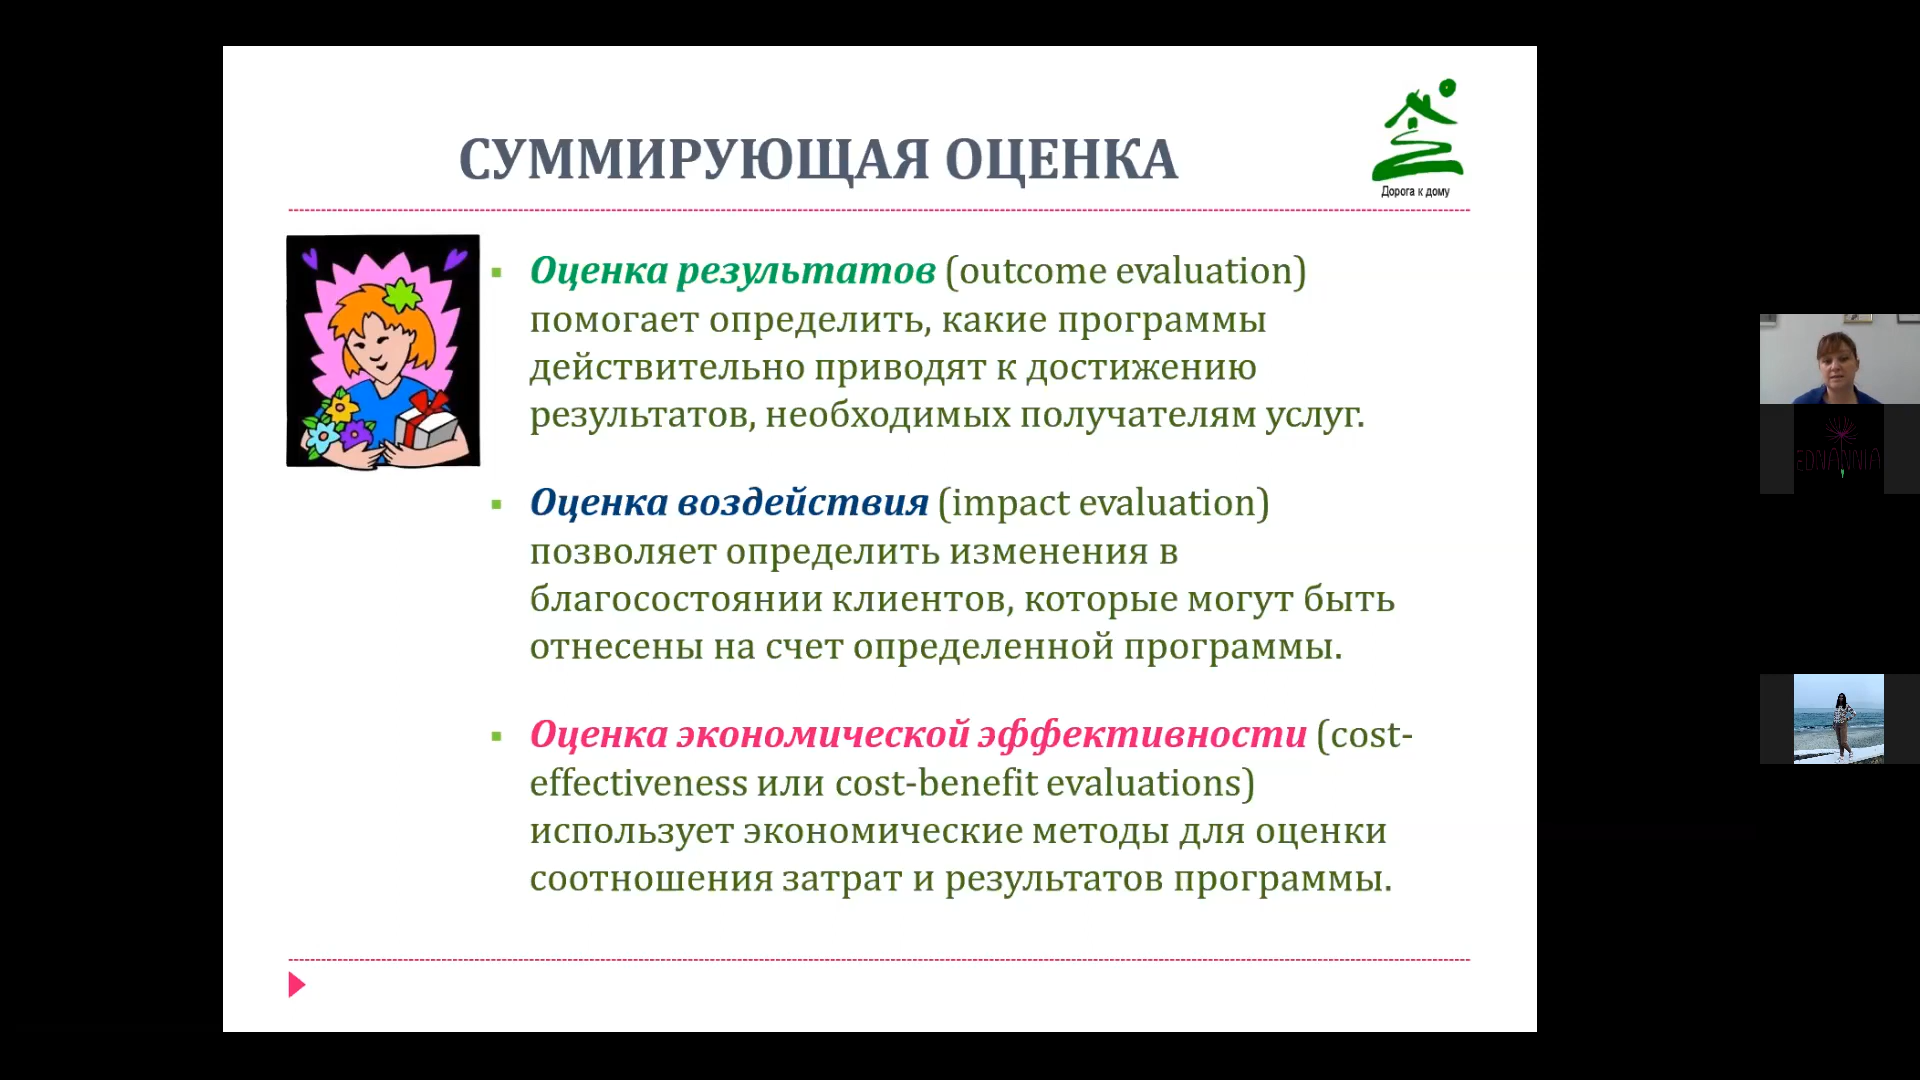 СУММИРУЮЩАЯ ОЦЕНКА
Дорога к дому
Оценка результатов (outcome evaluation)
помогает определить, какие программы
действительно приводят к достижению
результатов, необходимых получателям услуг.
Оценка воздействия (impact evaluation)
позволяет определить изменения в
благосостоянии клиентов, которые могут быть
отнесены на счет определенной программы.
Оценка экономической эффективности (cost-
effectiveness или cost-benefit evaluations)
использует экономические методы для оценки
соотношения затрат и результатов программы.
EDNANNIA